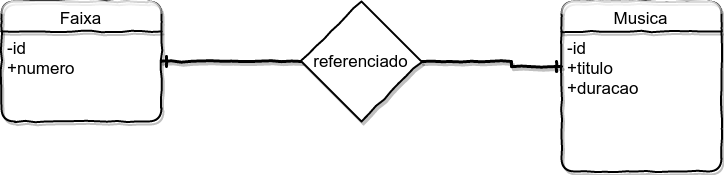 Faixa
-id
+numero
referenciado
Musica
-id
+titulo
+duracao